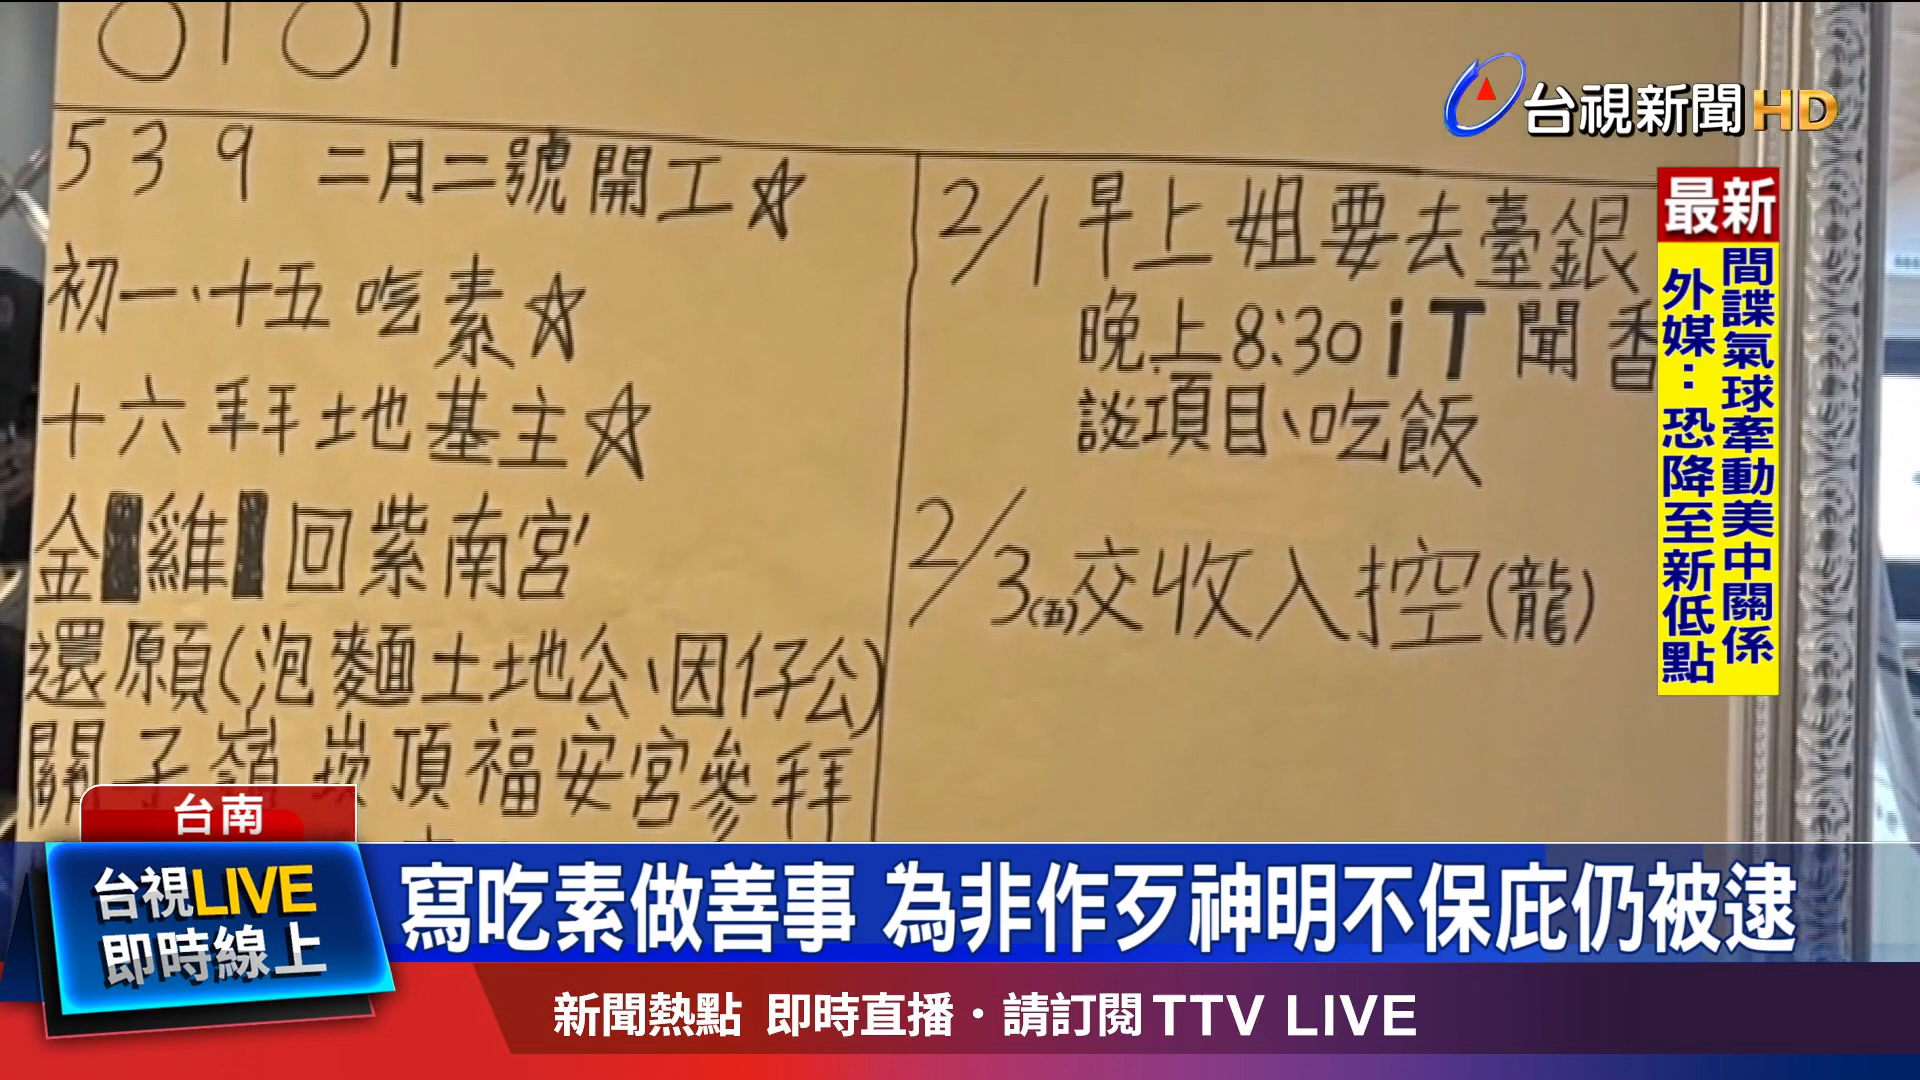 539 二月二號開工☆
初一、十五吃素☆
十六拜地基主☆
金 維 回紫南宮
還願(泡麵土地公、因仔公)
關子嶺崁頂福安宮參拜
2/1早上姐要去臺銀
晚上8:30 iT聞香
談項目、吃飯
2/3(五)交收入控(龍)
台視新聞HD
最新
間諜氣球牽動美中關係
外媒：恐降至新低點
台南
台視LIVE
即時線上
寫吃素做善事 為非作歹神明不保庇仍被逮
新聞熱點 即時直播・請訂閱TTV LIVE